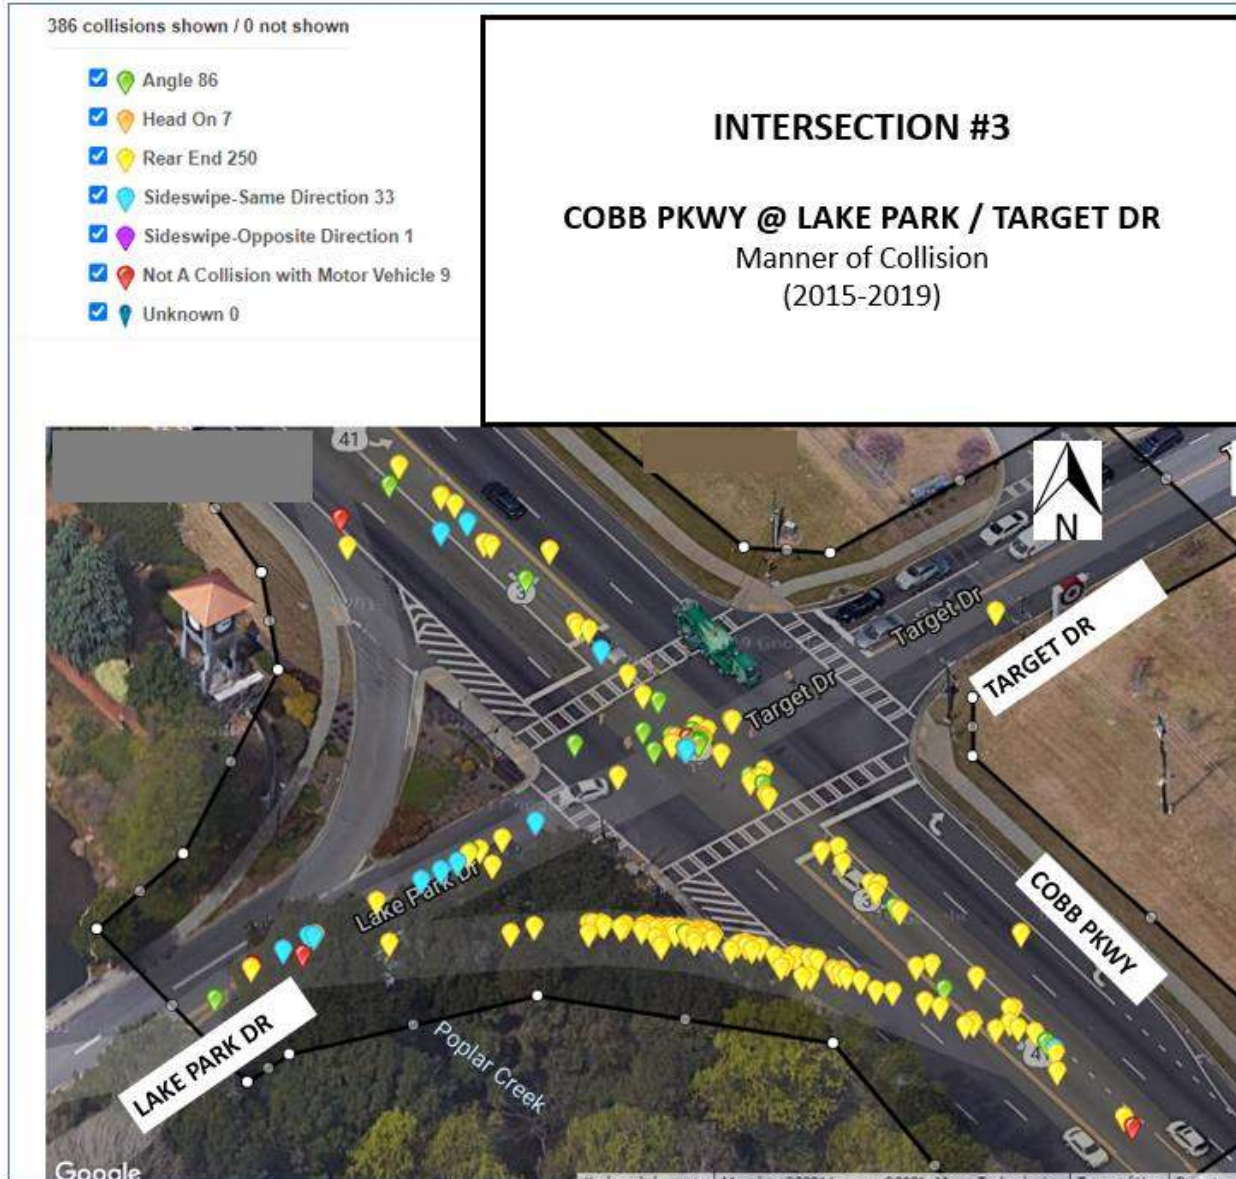 386 collisions shown / 0 not shown
Angle 86
Head On 7
Rear End 250
Sideswipe-Same Direction 33
Sideswipe-Opposite Direction 1
Not A Collision with Motor Vehicle 9
Unknown 0
INTERSECTION #3
COBB PKWY @ LAKE PARK / TARGET DR
Manner of Collision
(2015-2019)
41
N
3
Target Dr
TARGET DR
Target Dr
Lake Park Dr
3
COBB PKWY
4
LAKE PARK DR
Poplar Creek
Google